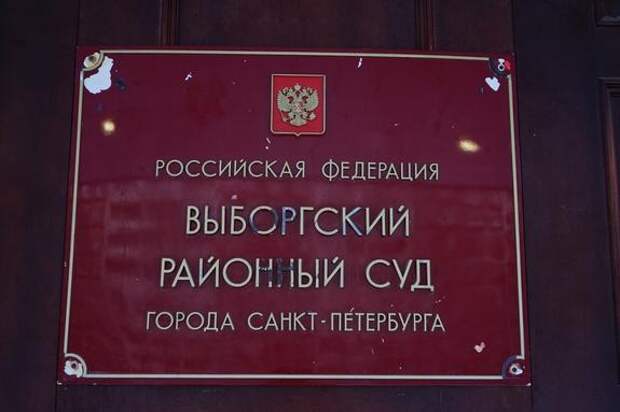 РОССИЙСКАЯ ФЕДЕРАЦИЯ
ВЫБОРГСКИЙ
РАЙОННЫЙ СУД
ГОРОДА САНКТ-ПЕТЕРБУРГА